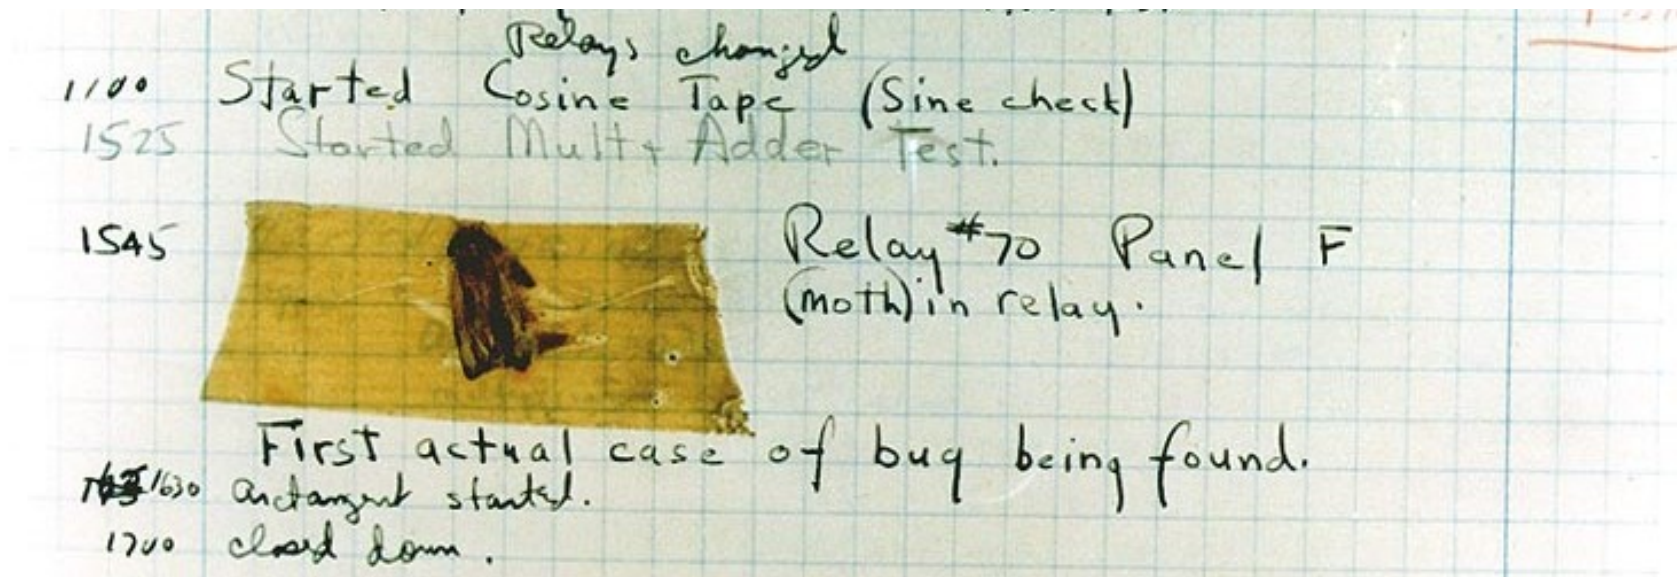 Relays changed
1100 Started Cosine Tape (Sine check)
1525 Started Mult + Adder Test.
1545 Relay #70 Panel F
(moth) in relay.
First actual case of bug being found.
1630 arctangent started.
1700 closed down.